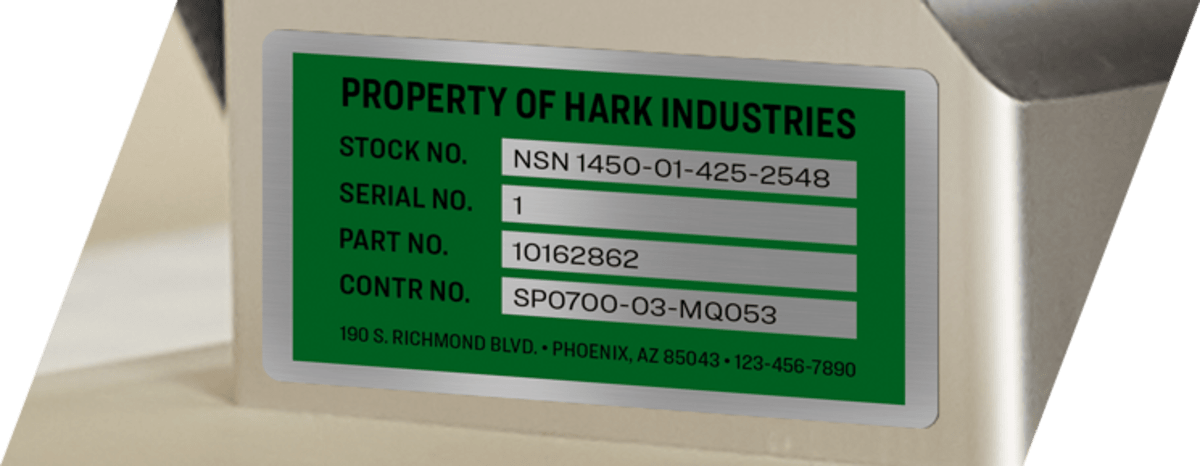 PROPERTY OF HARK INDUSTRIES
STOCK NO. NSN 1450-01-425-2548
SERIAL NO. 1
PART NO. 10162862
CONTR NO. SP0700-03-MQ053
190 S. RICHMOND BLVD. • PHOENIX, AZ 85043 • 123-456-7890